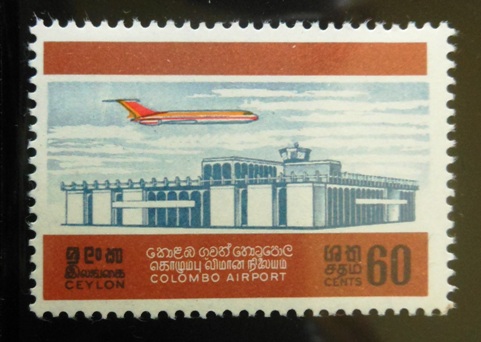 ලංකා
இலங்கை
CEYLON
කොළඹ ගුවන් තොටුපොල
கொழும்பு விமான நிலையம்
COLOMBO AIRPORT
ශත
சதம்
CENTS
60